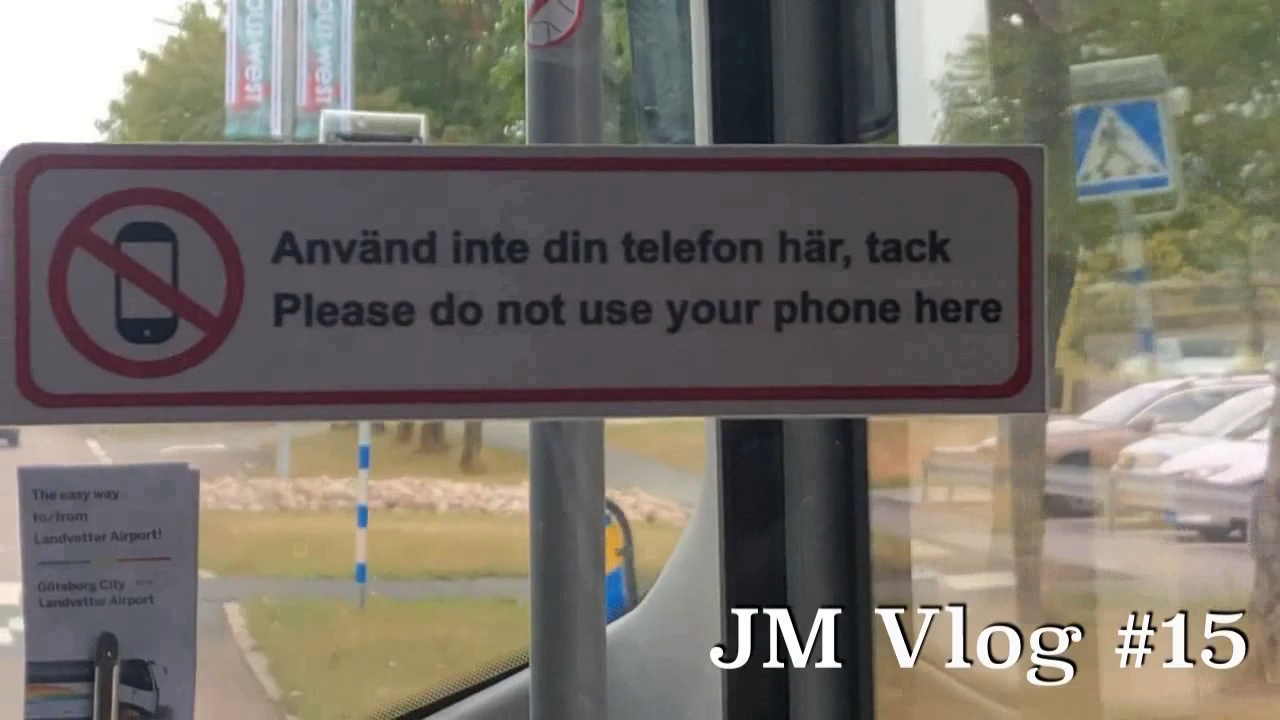 Använd inte din telefon här, tack
Please do not use your phone here
The easy way
to/from
Landvetter Airport!
Göteborg City
Landvetter Airport
JM Vlog #15